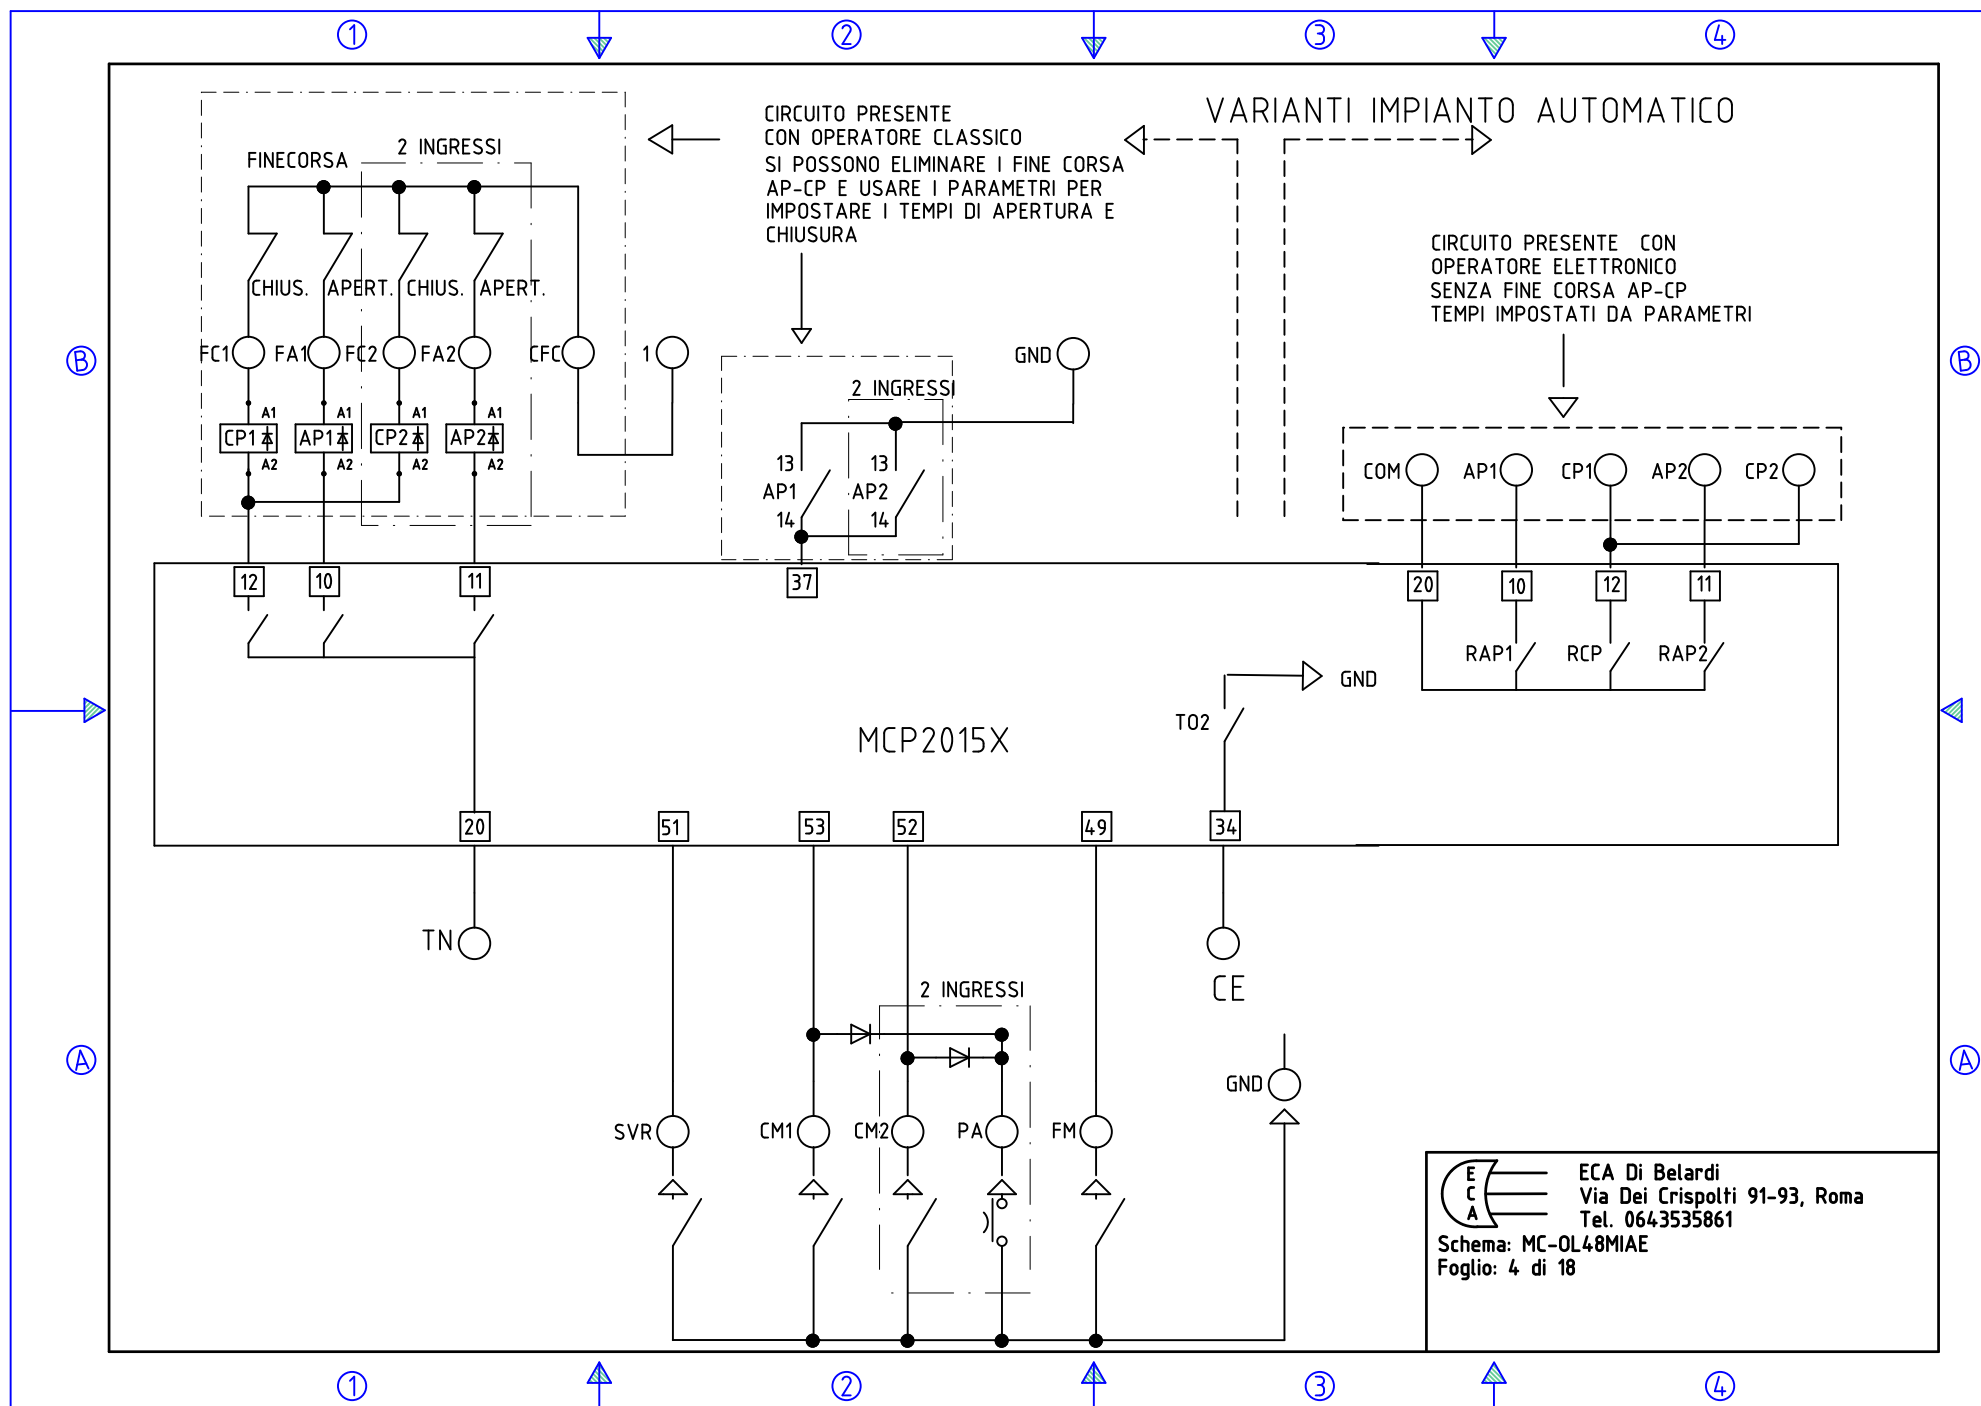 1 2 3 4
VARIANTI IMPIANTO AUTOMATICO
CIRCUITO PRESENTE
CON OPERATORE CLASSICO
SI POSSONO ELIMINARE I FINE CORSA
AP-CP E USARE I PARAMETRI PER
IMPOSTARE I TEMPI DI APERTURA E
CHIUSURA
FINECORSA
2 INGRESSI
CHIUS. APERT. CHIUS. APERT.
CIRCUITO PRESENTE CON
OPERATORE ELETTRONICO
SENZA FINE CORSA AP-CP
TEMPI IMPOSTATI DA PARAMETRI
B
B
FC1 FA1 FC2 FA2 CFC 1
GND
A1 A1 A1 A1
CP1 AP1 CP2 AP2
A2 A2 A2 A2
2 INGRESSI
13 13
AP1 AP2
14 14
COM AP1 CP1 AP2 CP2
12 10 11 37 20 10 12 11
RAP1 RCP RAP2
GND
TO2
MCP2015X
20 51 53 52 49 34
TN
CE
2 INGRESSI
A
A
GND
SVR CM1 CM2 PA FM
E
C
A
ECA Di Belardi
Via Dei Crispolti 91-93, Roma
Tel. 0643535861
Schema: MC-OL48MIAE
Foglio: 4 di 18
1 2 3 4